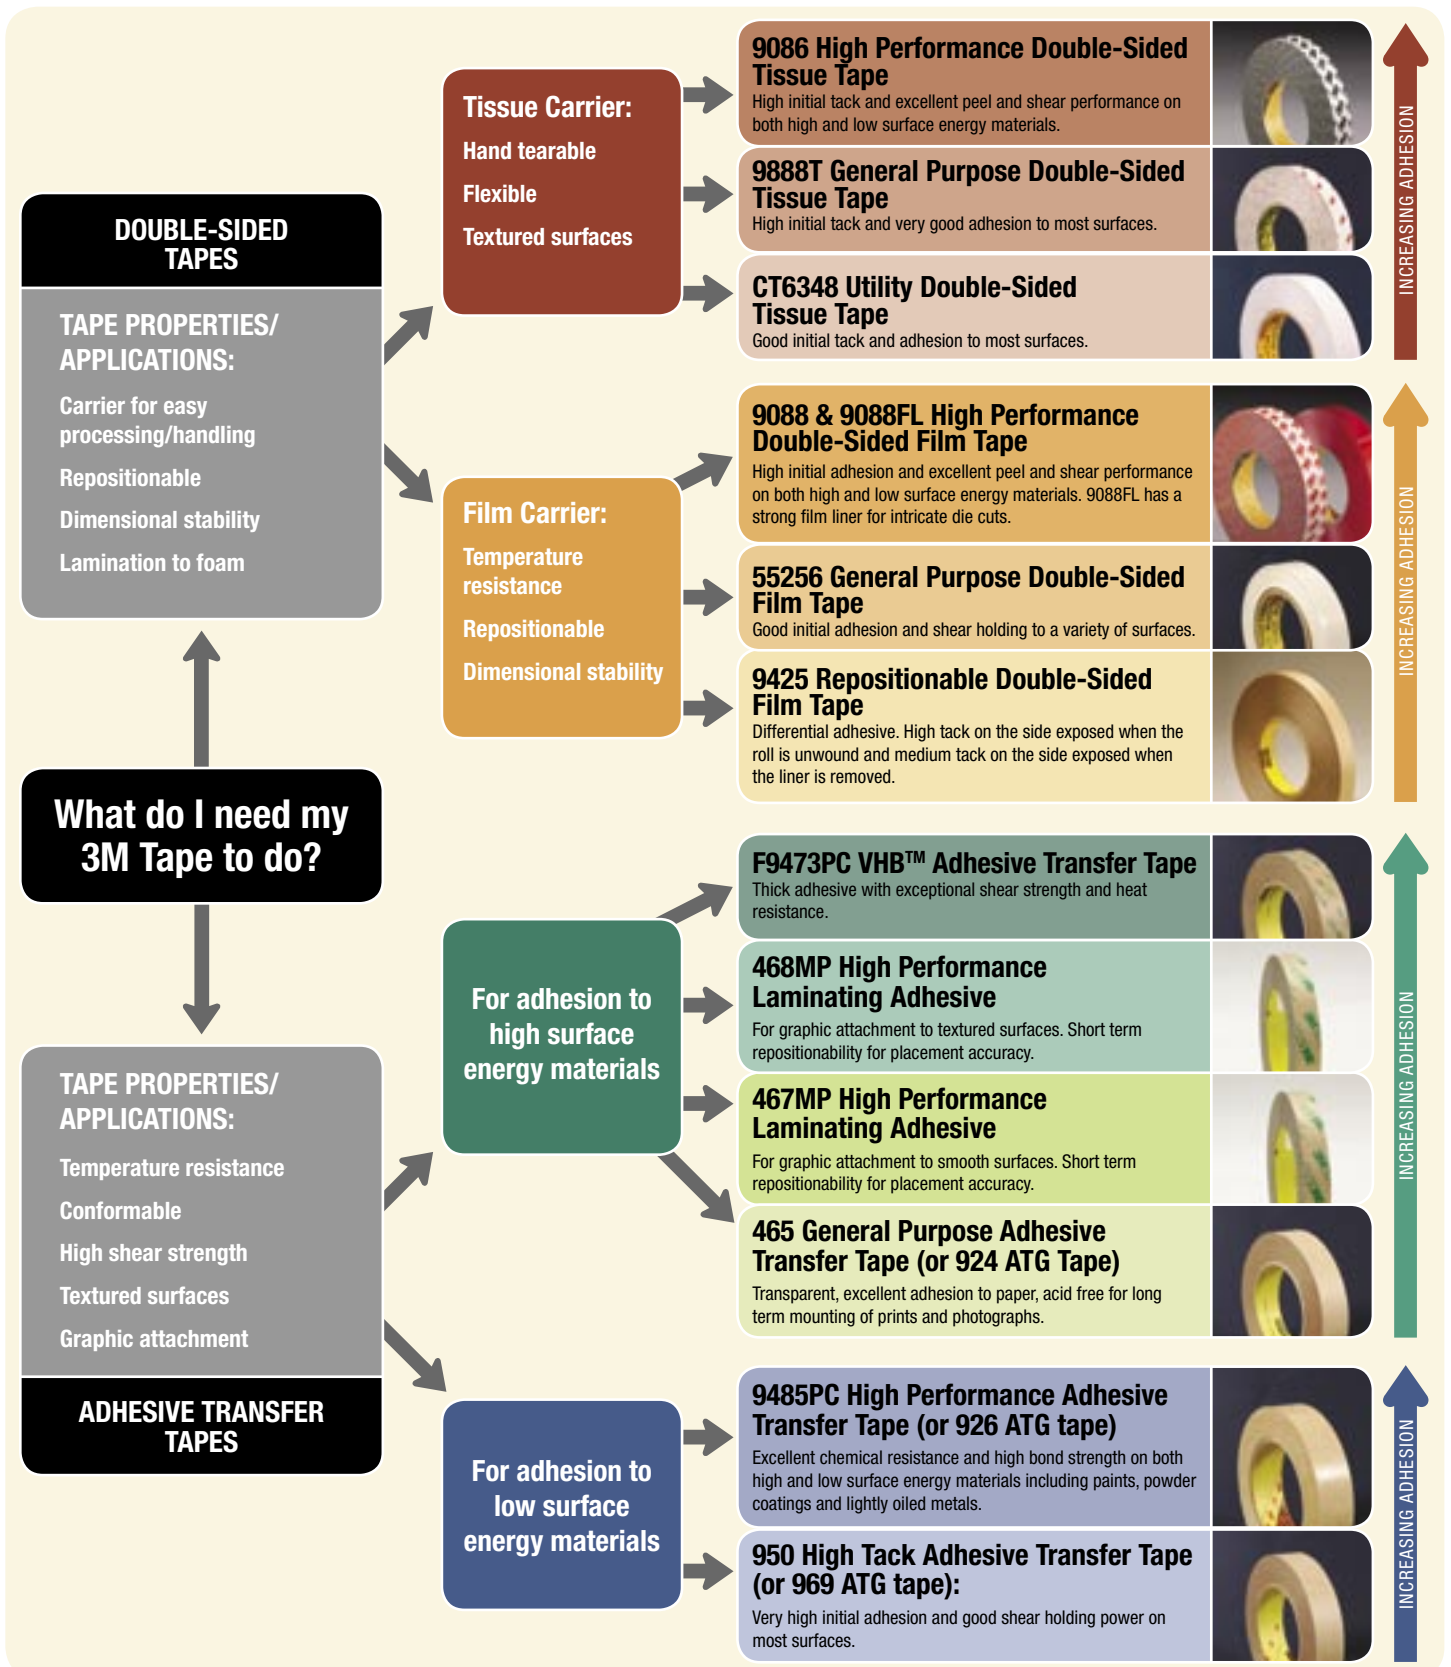 DOUBLE-SIDED
TAPES
TAPE PROPERTIES/
APPLICATIONS:
Carrier for easy
processing/handling
Repositionable
Dimensional stability
Lamination to foam
What do I need my
3M Tape to do?
TAPE PROPERTIES/
APPLICATIONS:
Temperature resistance
Conformable
High shear strength
Textured surfaces
Graphic attachment
ADHESIVE TRANSFER
TAPES
Tissue Carrier:
Hand tearable
Flexible
Textured surfaces
9086 High Performance Double-Sided
Tissue Tape
High initial tack and excellent peel and shear performance on
both high and low surface energy materials.
9888T General Purpose Double-Sided
Tissue Tape
High initial tack and very good adhesion to most surfaces.
CT6348 Utility Double-Sided
Tissue Tape
Good initial tack and adhesion to most surfaces.
INCREASING ADHESION
Film Carrier:
Temperature
resistance
Repositionable
Dimensional stability
9088 & 9088FL High Performance
Double-Sided Film Tape
High initial adhesion and excellent peel and shear performance
on both high and low surface energy materials. 9088FL has a
strong film liner for intricate die cuts.
55256 General Purpose Double-Sided
Film Tape
Good initial adhesion and shear holding to a variety of surfaces.
9425 Repositionable Double-Sided
Film Tape
Differential adhesive. High tack on the side exposed when the
roll is unwound and medium tack on the side exposed when
the liner is removed.
INCREASING ADHESION
For adhesion to
high surface
energy materials
F9473PC VHB™ Adhesive Transfer Tape
Thick adhesive with exceptional shear strength and heat
resistance.
468MP High Performance
Laminating Adhesive
For graphic attachment to textured surfaces. Short term
repositionability for placement accuracy.
467MP High Performance
Laminating Adhesive
For graphic attachment to smooth surfaces. Short term
repositionability for placement accuracy.
465 General Purpose Adhesive
Transfer Tape (or 924 ATG Tape)
Transparent, excellent adhesion to paper, acid free for long
term mounting of prints and photographs.
INCREASING ADHESION
For adhesion to
low surface
energy materials
9485PC High Performance Adhesive
Transfer Tape (or 926 ATG tape)
Excellent chemical resistance and high bond strength on both
high and low surface energy materials including paints, powder
coatings and lightly oiled metals.
950 High Tack Adhesive Transfer Tape
(or 969 ATG tape):
Very high initial adhesion and good shear holding power on
most surfaces.
INCREASING ADHESION